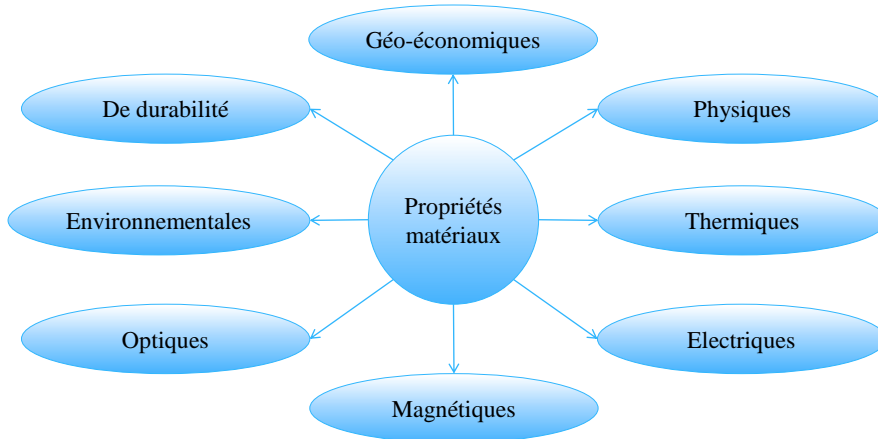 Géo-économiques
De durabilité
Physiques
Propriétés
matériaux
Environnementales
Thermiques
Optiques
Electriques
Magnétiques